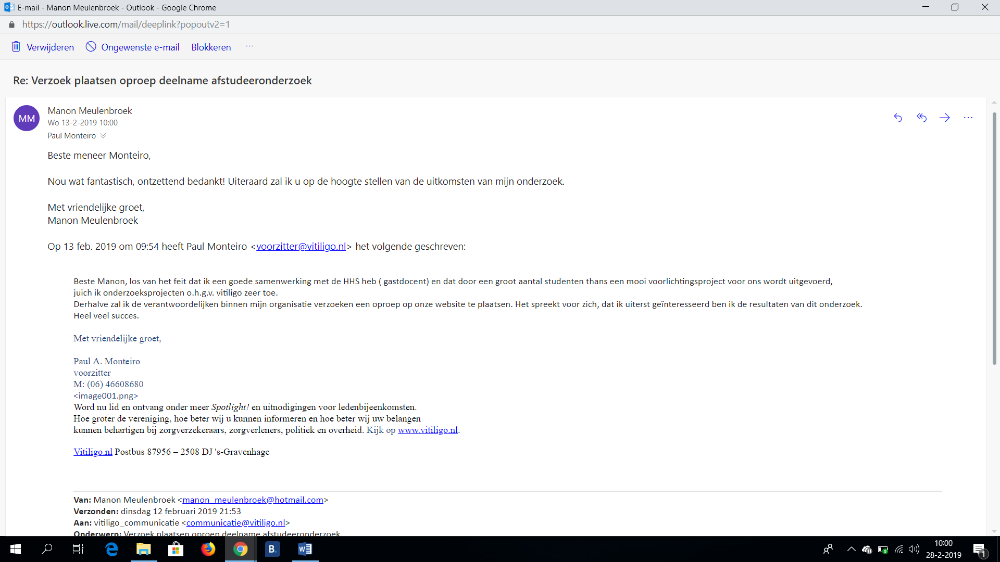 E-mail - Manon Meulenbroek - Outlook - Google Chrome
https://outlook.live.com/mail/deeplink?popoutv2=1
Verwijderen Ongewenste e-mail Blokkeren ...
Re: Verzoek plaatsen oproep deelname afstudeeronderzoek
MM
Manon Meulenbroek
Wo 13-2-2019 10:00
Paul Monteiro
Beste meneer Monteiro,
Nou wat fantastisch, ontzettend bedankt! Uiteraard zal ik u op de hoogte stellen van de uitkomsten van mijn onderzoek.
Met vriendelijke groet,
Manon Meulenbroek
Op 13 feb. 2019 om 09:54 heeft Paul Monteiro <voorzitter@vitiligo.nl> het volgende geschreven:
Beste Manon, los van het feit dat ik een goede samenwerking met de HHS heb ( gastdocent) en dat door een groot aantal studenten thans een mooi voorlichtingsproject voor ons wordt uitgevoerd,
juich ik onderzoeksprojecten o.h.g.v. vitiligo zeer toe.
Derhalve zal ik de verantwoordelijken binnen mijn organisatie verzoeken een oproep op onze website te plaatsen. Het spreekt voor zich, dat ik uiterst geïnteresseerd ben ik de resultaten van dit onderzoek.
Heel veel succes.
Met vriendelijke groet,
Paul A. Monteiro
voorzitter
M: (06) 46608680
<image001.png>
Word nu lid en ontvang onder meer Spotlight! en uitnodigingen voor ledenbijeenkomsten.
Hoe groter de vereniging, hoe beter wij u kunnen informeren en hoe beter wij uw belangen
kunnen behartigen bij zorgverzekeraars, zorgverleners, politiek en overheid. Kijk op www.vitiligo.nl.
Vitiligo.nl Postbus 87956 – 2508 DJ 's-Gravenhage
Van: Manon Meulenbroek <manon_meulenbroek@hotmail.com>
Verzonden: dinsdag 12 februari 2019 21:53
Aan: vitiligo_communicatie <communicatie@vitiligo.nl>
Onderwerp: Verzoek plaatsen oproep deelname afstudeeronderzoek
B.
10:00
28-2-2019
1